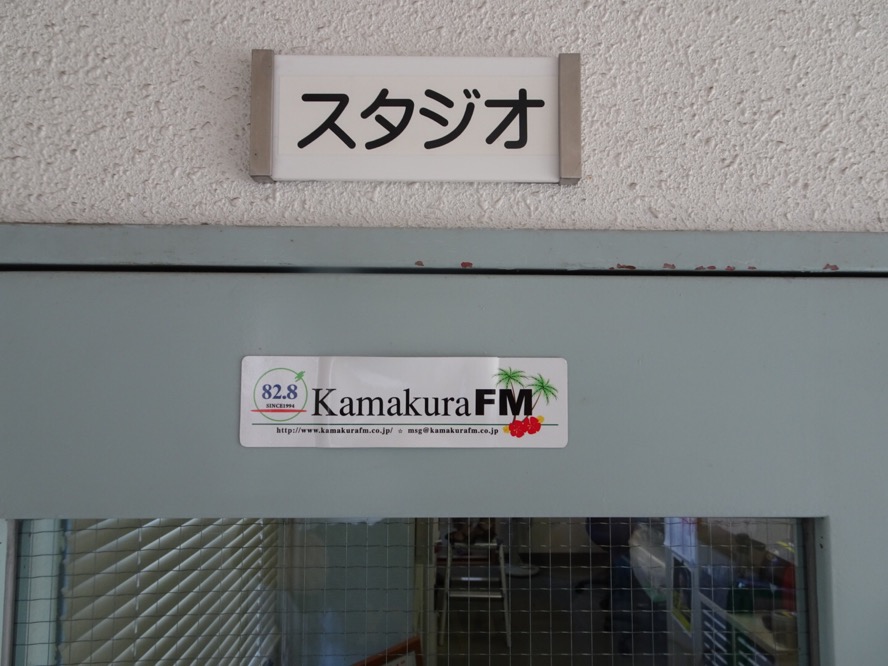 スタジオ
82.8
SINCE1994
KamakuraFM
http://www.kamakurafm.co.jp/ ☆ msg@kamakurafm.co.jp